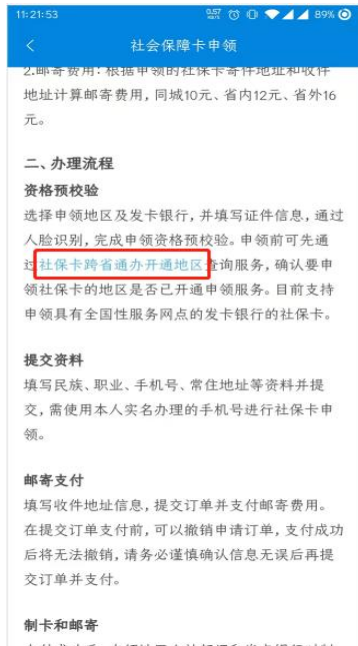 11:21:53
0.57
KB/S
89%
社会保障卡申领
2.邮寄费用:根据申领的社保卡寄件地址和收件
地址计算邮寄费用,同城10元、省内12元、省外16
元。
二、办理流程
资格预校验
选择申领地区及发卡银行,并填写证件信息,通过
人脸识别,完成申领资格预校验。申领前可先通
过社保卡跨省通办开通地区查询服务,确认要申
领社保卡的地区是否已开通申领服务。目前支持
申领具有全国性服务网点的发卡银行的社保卡。
提交资料
填写民族、职业、手机号、常住地址等资料并提
交,需使用本人实名办理的手机号进行社保卡申
领。
邮寄支付
填写收件地址信息,提交订单并支付邮寄费用。
在提交订单支付前,可以撤销申请订单,支付成功
后将无法撤销,请务必谨慎确认信息无误后再提
交订单并支付。
制卡和邮寄